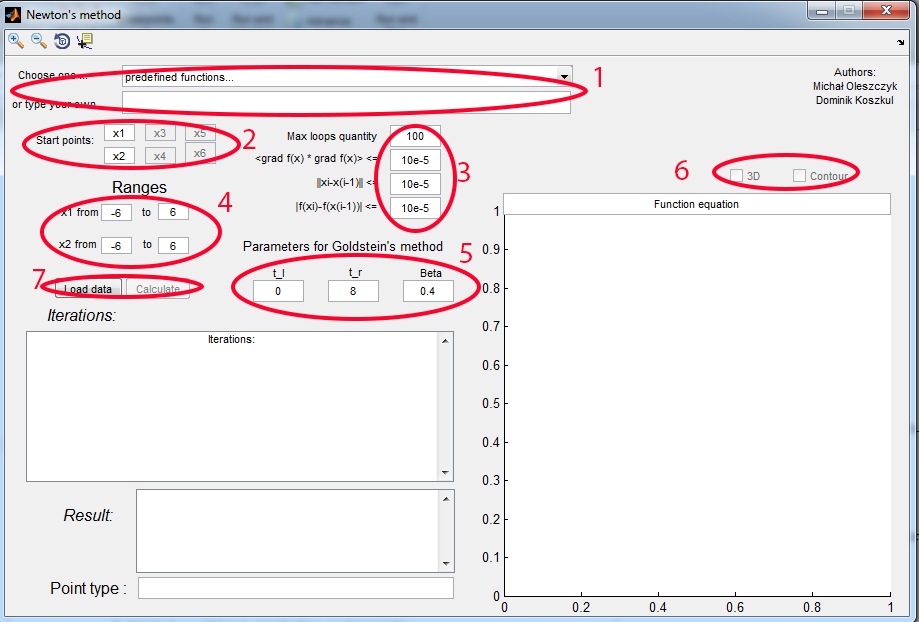 Newton's method
Choose one ...
predefined functions...
1
or type your own
Authors:
Michał Oleszczyk
Dominik Koszkul
Start points:
x1 x3 x5
x2 x4 x6
2
Max loops quantity 100
<grad f(x) * grad f(x)> <= 10e-5
||xi-x(i-1)|| <= 10e-5
|f(xi)-f(x(i-1))| <= 10e-5
3
Ranges
x1 from -6 to 6
x2 from -6 to 6
4
Parameters for Goldstein's method
5
t_l t_r Beta
0 8 0.4
6
3D Contour
7
Load data Calculate
Iterations:
Iterations:
Result:
Point type :
Function equation
1
0.9
0.8
0.7
0.6
0.5
0.4
0.3
0.2
0.1
0
0 0.2 0.4 0.6 0.8 1